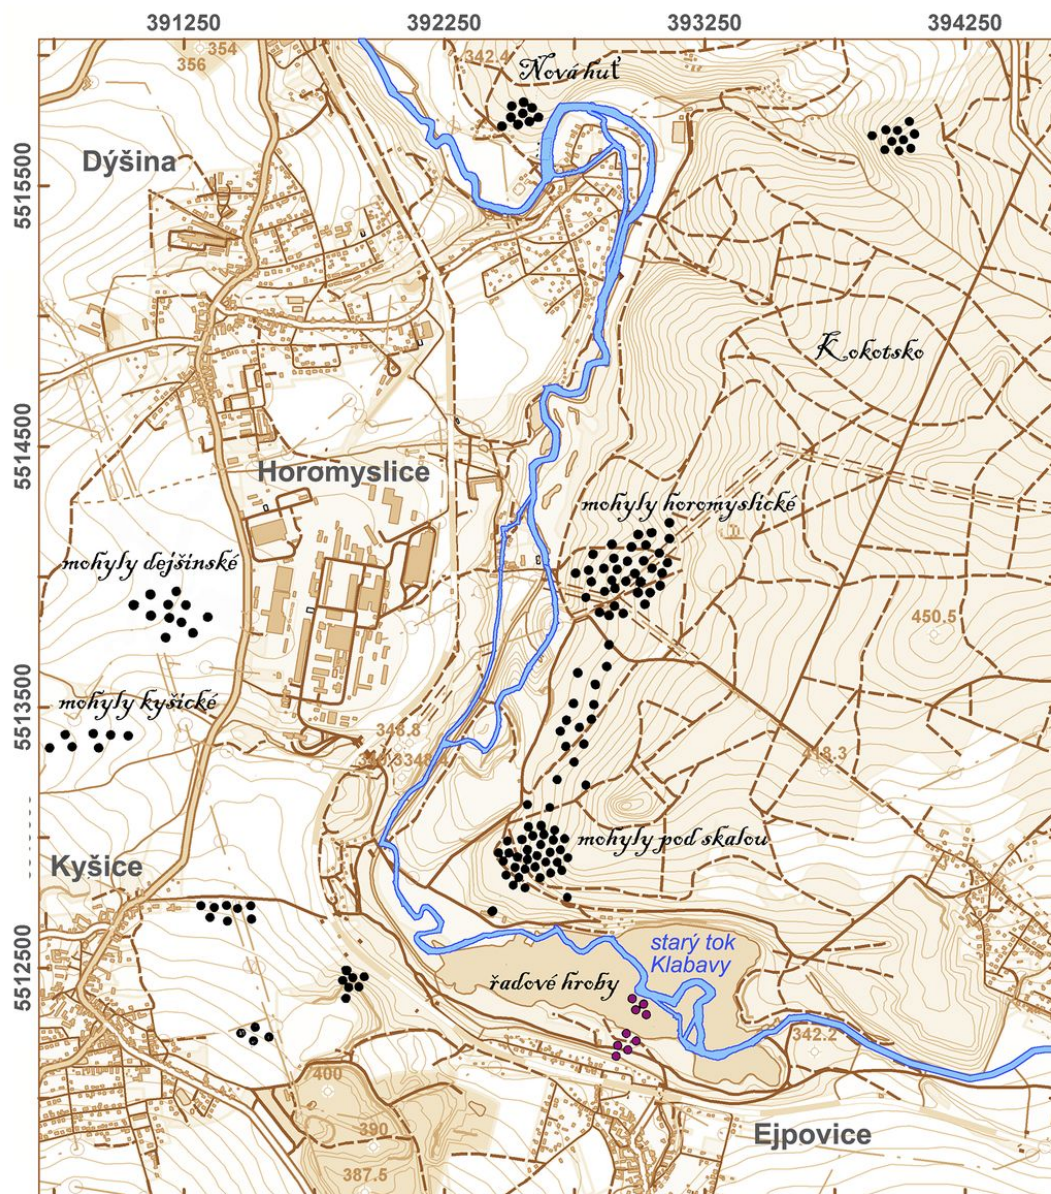 391250
392250
393250
394250
354
356
342.4
Nová huť
Dýšina
5515500
Kokotsko
5514500
Horomyslice
mohyly horomyslické
mohyly dejšinské
450.5
mohyly kyšické
5513500
348.8
418.3
mohyly pod skalou
Kyšice
starý tok
Klabavy
řadové hroby
5512500
342.2
400
390
387.5
Ejpovice